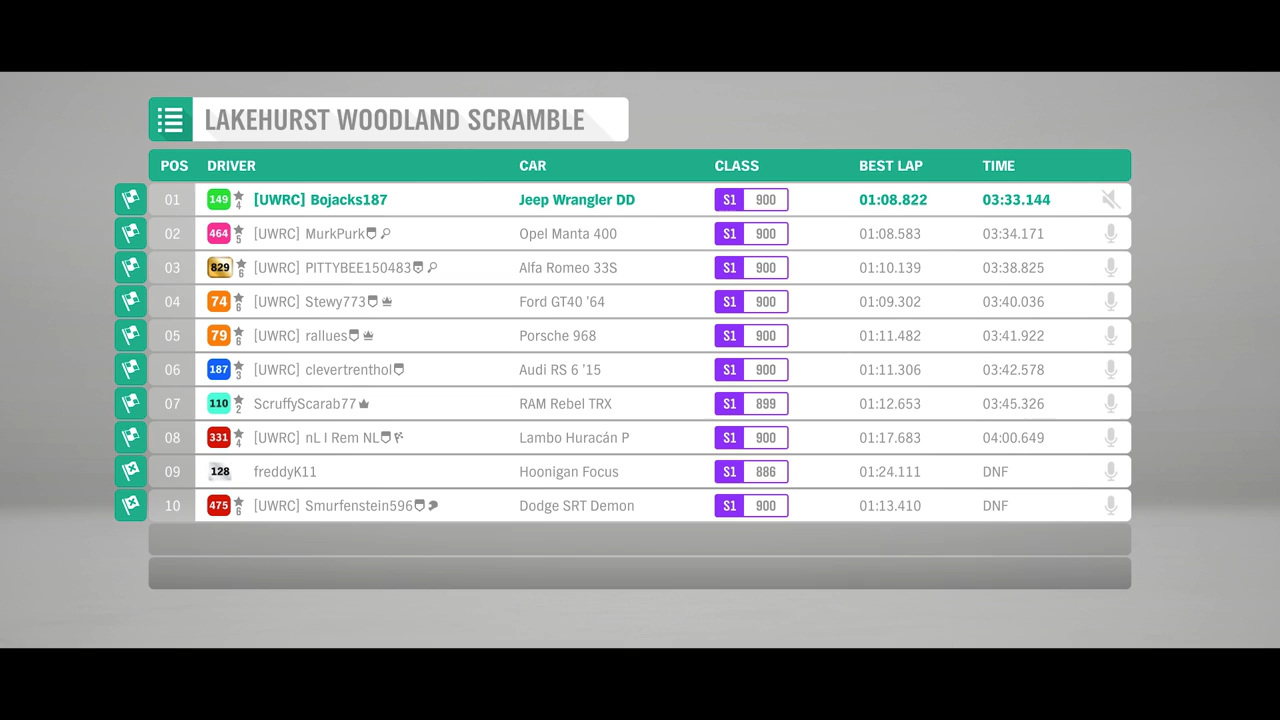 LAKEHURST WOODLAND SCRAMBLE
POS DRIVER CAR CLASS BEST LAP TIME
01 149 4 [UWRC] Bojacks187 Jeep Wrangler DD S1 900 01:08.822 03:33.144
02 464 5 [UWRC] MurkPurk Opel Manta 400 S1 900 01:08.583 03:34.171
03 829 6 [UWRC] PITTYBEE150483 Alfa Romeo 33S S1 900 01:10.139 03:38.825
04 74 6 [UWRC] Stewy773 Ford GT40 '64 S1 900 01:09.302 03:40.036
05 79 6 [UWRC] rallues Porsche 968 S1 900 01:11.482 03:41.922
06 187 3 [UWRC] clevertrenthol Audi RS 6 '15 S1 900 01:11.306 03:42.578
07 110 2 ScruffyScarab77 RAM Rebel TRX S1 899 01:12.653 03:45.326
08 331 4 [UWRC] nL I Rem NL Lambo Huracán P S1 900 01:17.683 04:00.649
09 128 freddyK11 Hoonigan Focus S1 886 01:24.111 DNF
10 475 6 [UWRC] Smurfenstein596 Dodge SRT Demon S1 900 01:13.410 DNF